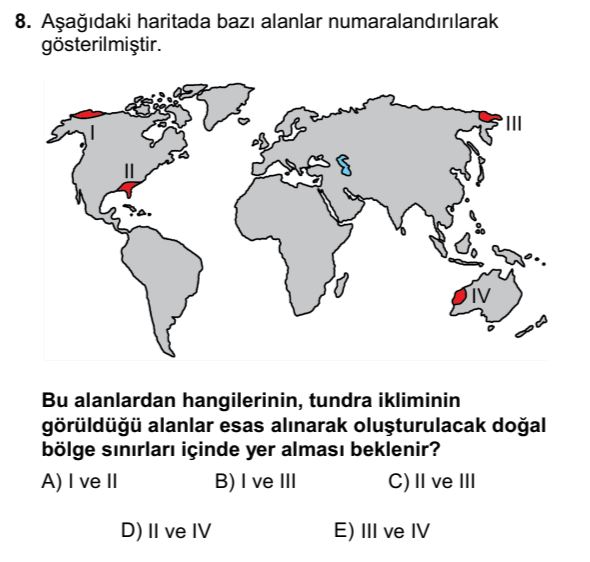 8. Aşağıdaki haritada bazı alanlar numaralandırılarak
gösterilmiştir.
I
II
III
IV
Bu alanlardan hangilerinin, tundra ikliminin
görüldüğü alanlar esas alınarak oluşturulacak doğal
bölge sınırları içinde yer alması beklenir?
A) I ve II B) I ve III C) II ve III
D) II ve IV E) III ve IV